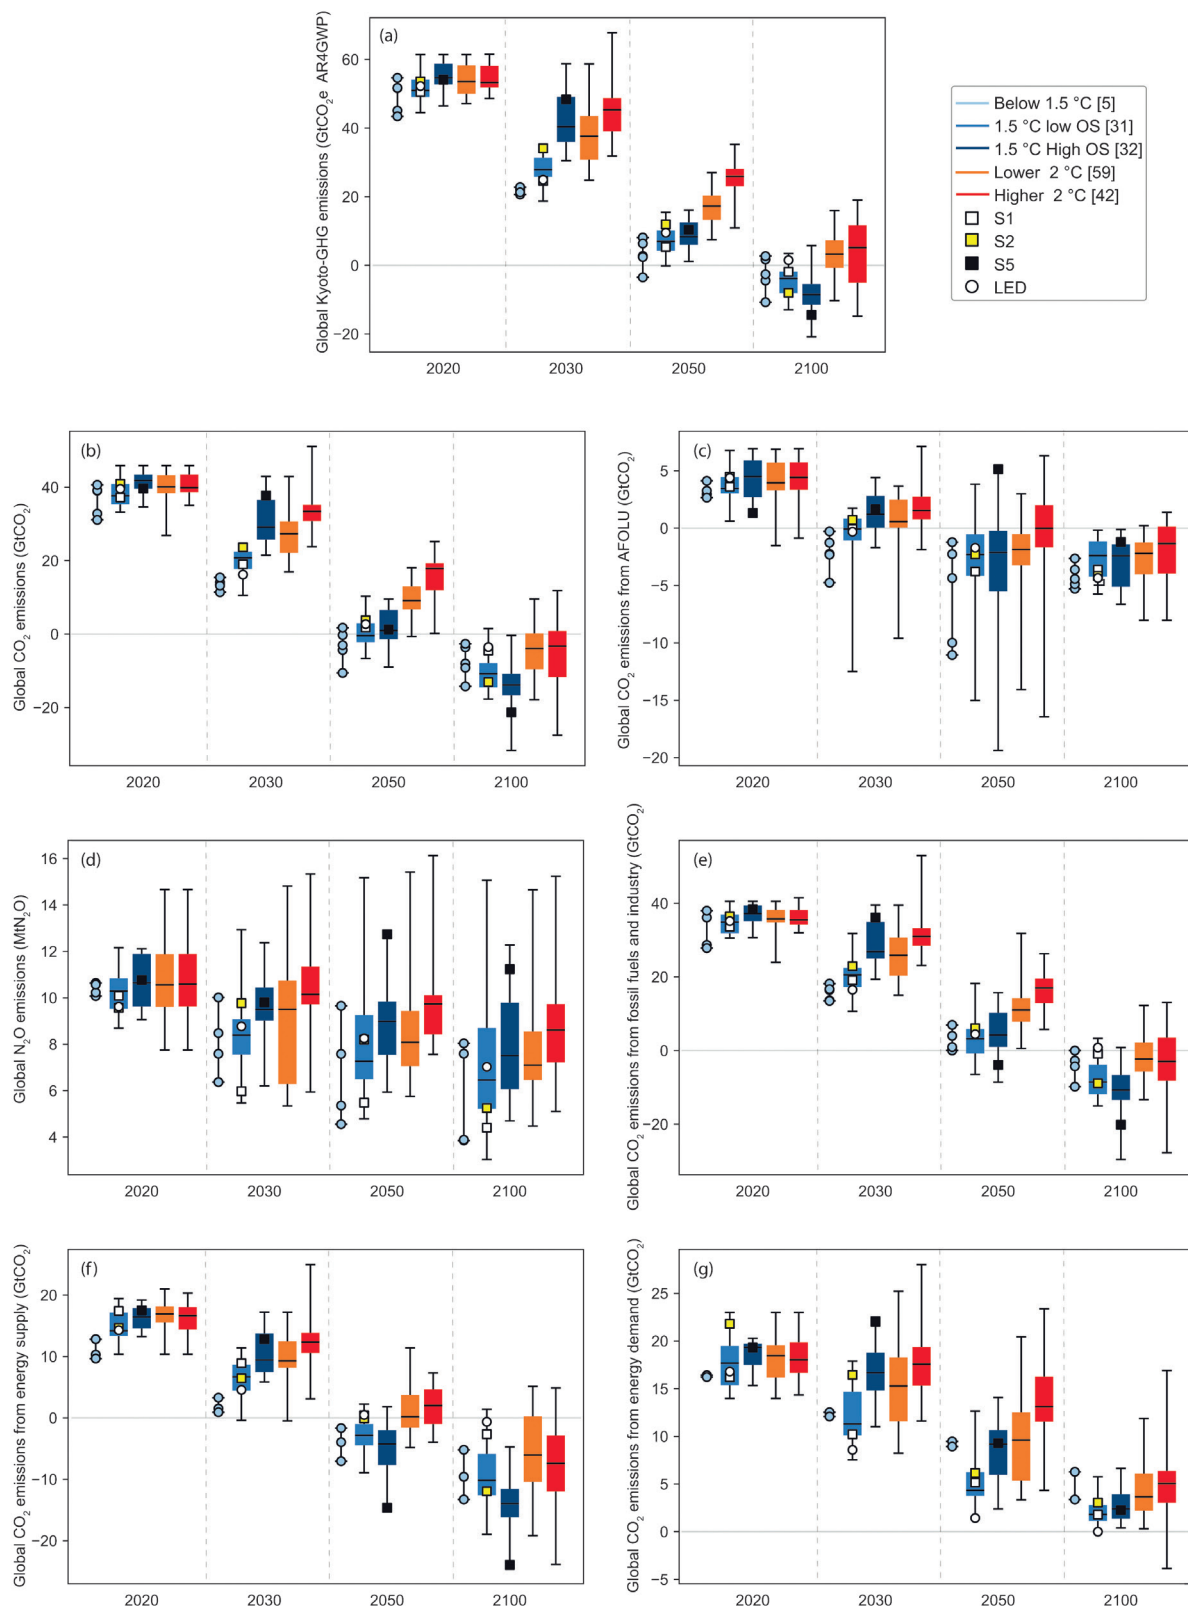 (a)
Global Kyoto-GHG emissions (GtCO₂e AR4GWP)
60
40
20
0
−20
2020 2030 2050 2100
Below 1.5 °C [5]
1.5 °C low OS [31]
1.5 °C High OS [32]
Lower 2 °C [59]
Higher 2 °C [42]
S1
S2
S5
LED
(b)
Global CO₂ emissions (GtCO₂)
40
20
0
−20
2020 2030 2050 2100
(c)
Global CO₂ emissions from AFOLU (GtCO₂)
5
0
−5
−10
−15
−20
2020 2030 2050 2100
(d)
Global N₂O emissions (MtN₂O)
16
14
12
10
8
6
4
2020 2030 2050 2100
(e)
Global CO₂ emissions from fossil fuels and industry (GtCO₂)
40
20
0
−20
2020 2030 2050 2100
(f)
Global CO₂ emissions from energy supply (GtCO₂)
20
10
0
−10
−20
2020 2030 2050 2100
(g)
Global CO₂ emissions from energy demand (GtCO₂)
25
20
15
10
5
0
−5
2020 2030 2050 2100